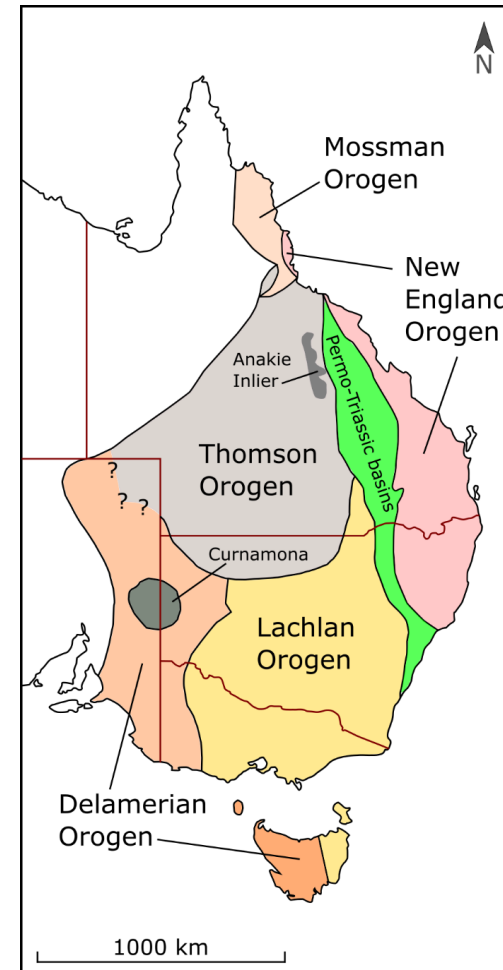 N
Mossman
Orogen
New
England
Orogen
Anakie
Inlier
Permo-Triassic basins
Thomson
Orogen
?
?
?
Curnamona
Lachlan
Orogen
Delamerian
Orogen
1000 km